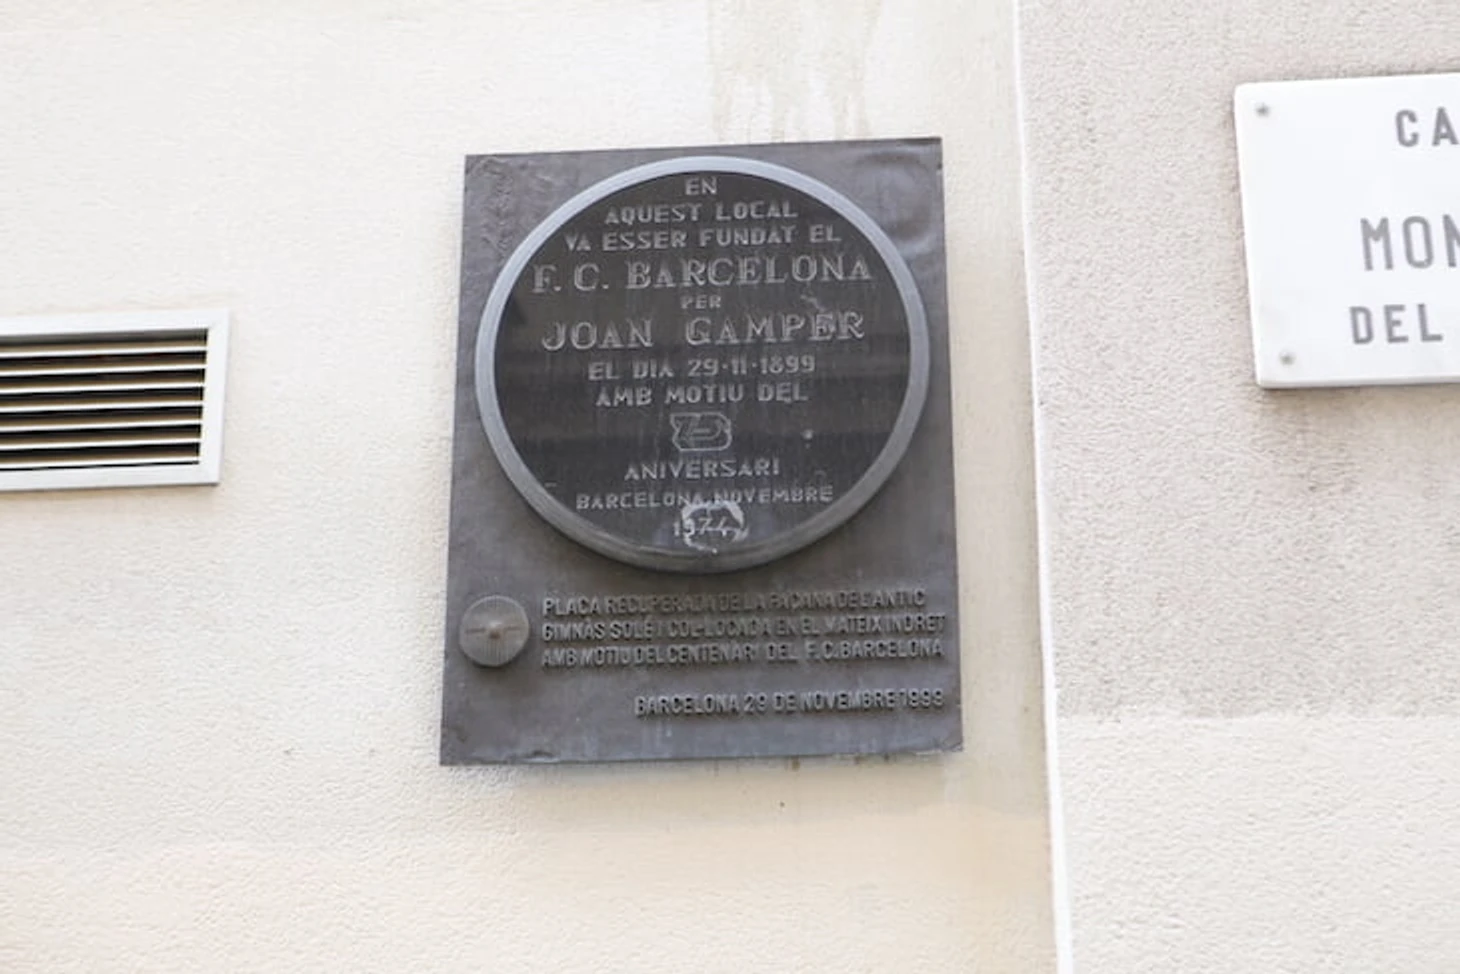 EN
AQUEST LOCAL
VA ESSER FUNDAT EL
F.C. BARCELONA
PER
JOAN GAMPER
EL DIA 29·11·1899
AMB MOTIU DEL
75
ANIVERSARI
BARCELONA, NOVEMBRE
1974
PLACA RECUPERADA DE LA FAÇANA DE L'ANTIC
GIMNÀS SOLÉ I COL·LOCADA EN EL MATEIX INDRET
AMB MOTIU DEL CENTENARI DEL F.C. BARCELONA
BARCELONA 29 DE NOVEMBRE 1999
CA
MON
DEL